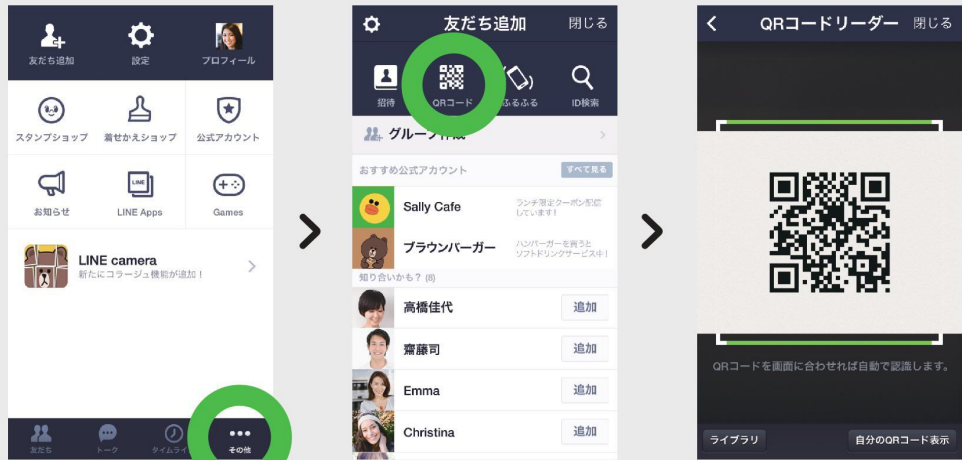 友だち追加
設定
プロフィール
スタンプショップ
着せかえショップ
公式アカウント
お知らせ
LINE
LINE Apps
Games
LINE camera
新たにコラージュ機能が追加！
友だち
トーク
タイムライ
その他
友だち追加
閉じる
招待
QRコード
ふるふる
ID検索
グループ作成
おすすめ公式アカウント
すべて見る
Sally Cafe
ランチ限定クーポン配信
しています！
ブラウンバーガー
ハンバーガーを買うと
ソフトドリンクサービス中！
知り合いかも？ (8)
高橋佳代
追加
齋藤司
追加
Emma
追加
Christina
追加
QRコードリーダー
閉じる
QRコードを画面に合わせれば自動で認識します。
ライブラリ
自分のQRコード表示